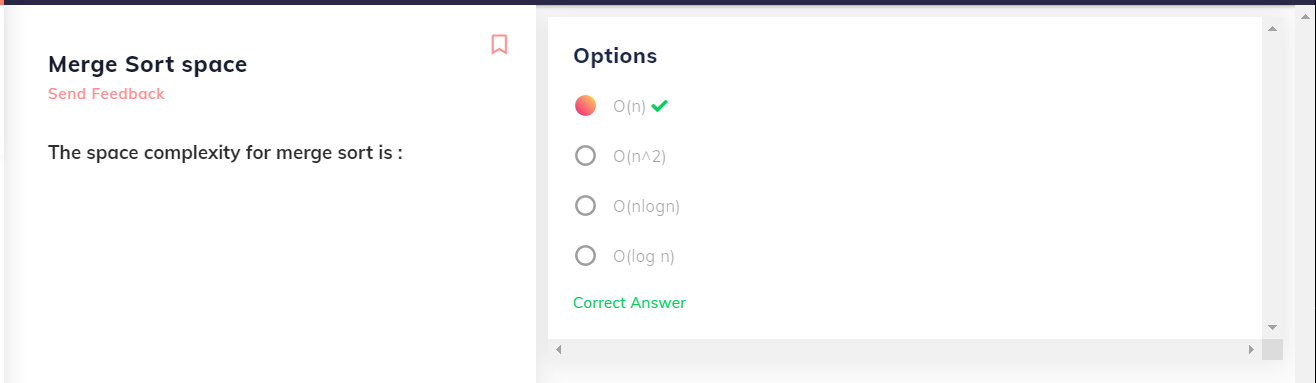 Merge Sort space
Send Feedback
The space complexity for merge sort is :
Options
O(n)
O(n^2)
O(nlogn)
O(log n)
Correct Answer